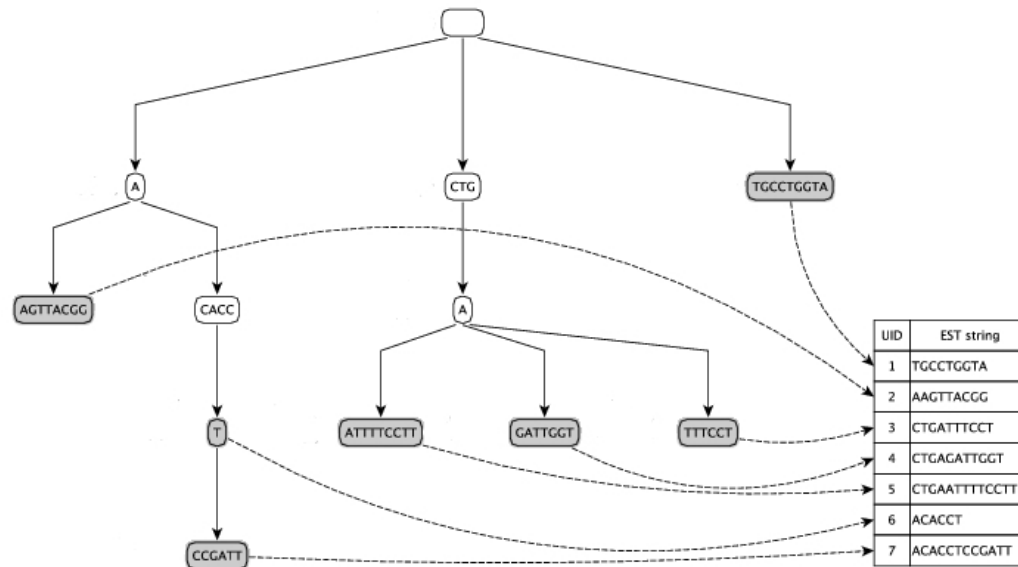 A
CTG
TGCCTGGTA
AGTTACGG
CACC
A
UID EST string
1 TGCCTGGTA
2 AAGTTACGG
T
ATTTTCCTT
GATTGGT
TTTCCT
3 CTGATTTCCT
4 CTGAGATTGGT
5 CTGAATTTTCCTT
6 ACACCT
CCGATT
7 ACACCTCCGATT